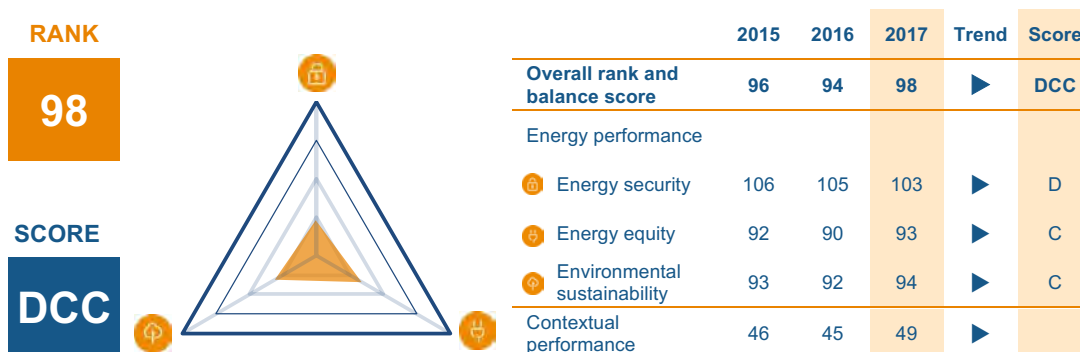 RANK
98
SCORE
DCC
2015 2016 2017 Trend Score
Overall rank and
balance score 96 94 98 DCC
Energy performance
Energy security 106 105 103 D
Energy equity 92 90 93 C
Environmental
sustainability 93 92 94 C
Contextual
performance 46 45 49